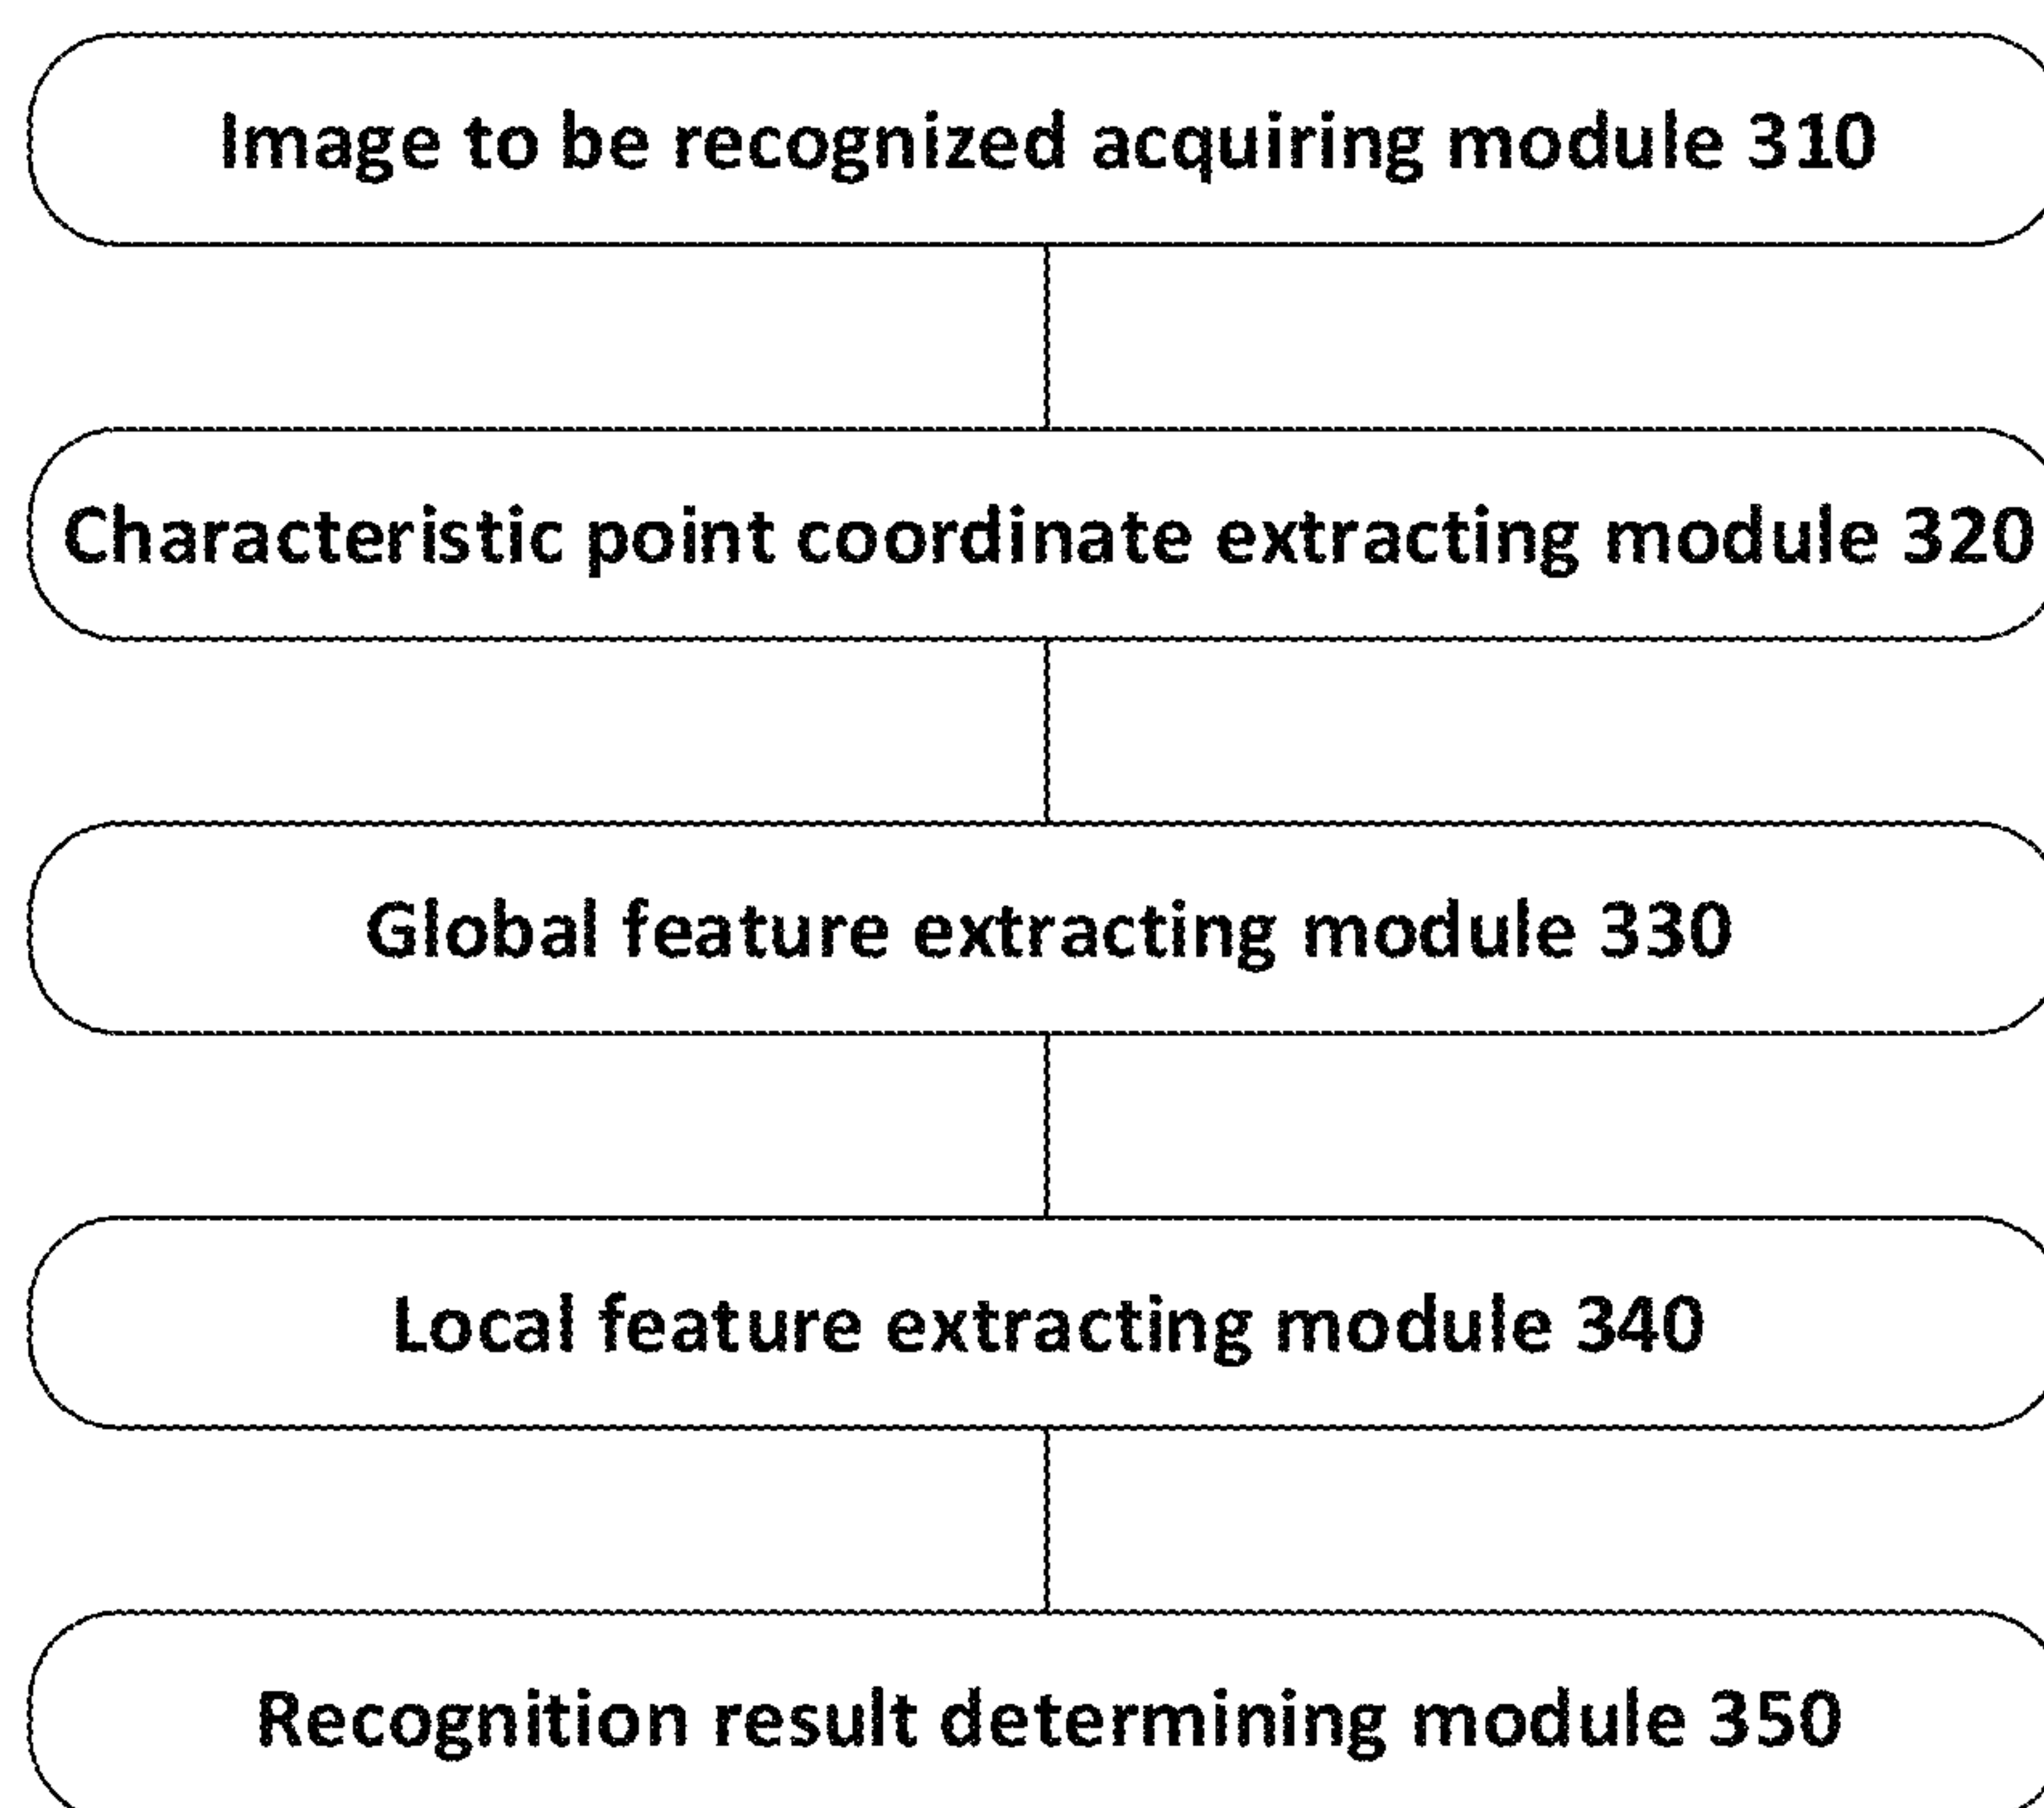 Image to be recognized acquiring module 310
Characteristic point coordinate extracting module 320
Global feature extracting module 330
Local feature extracting module 340
Recognition result determining module 350